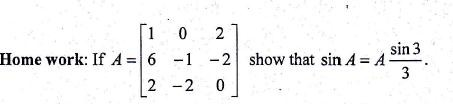 Home work: If A = [1 0 2; 6 -1 -2; 2 -2 0] show that sin A = A sin 3 / 3.